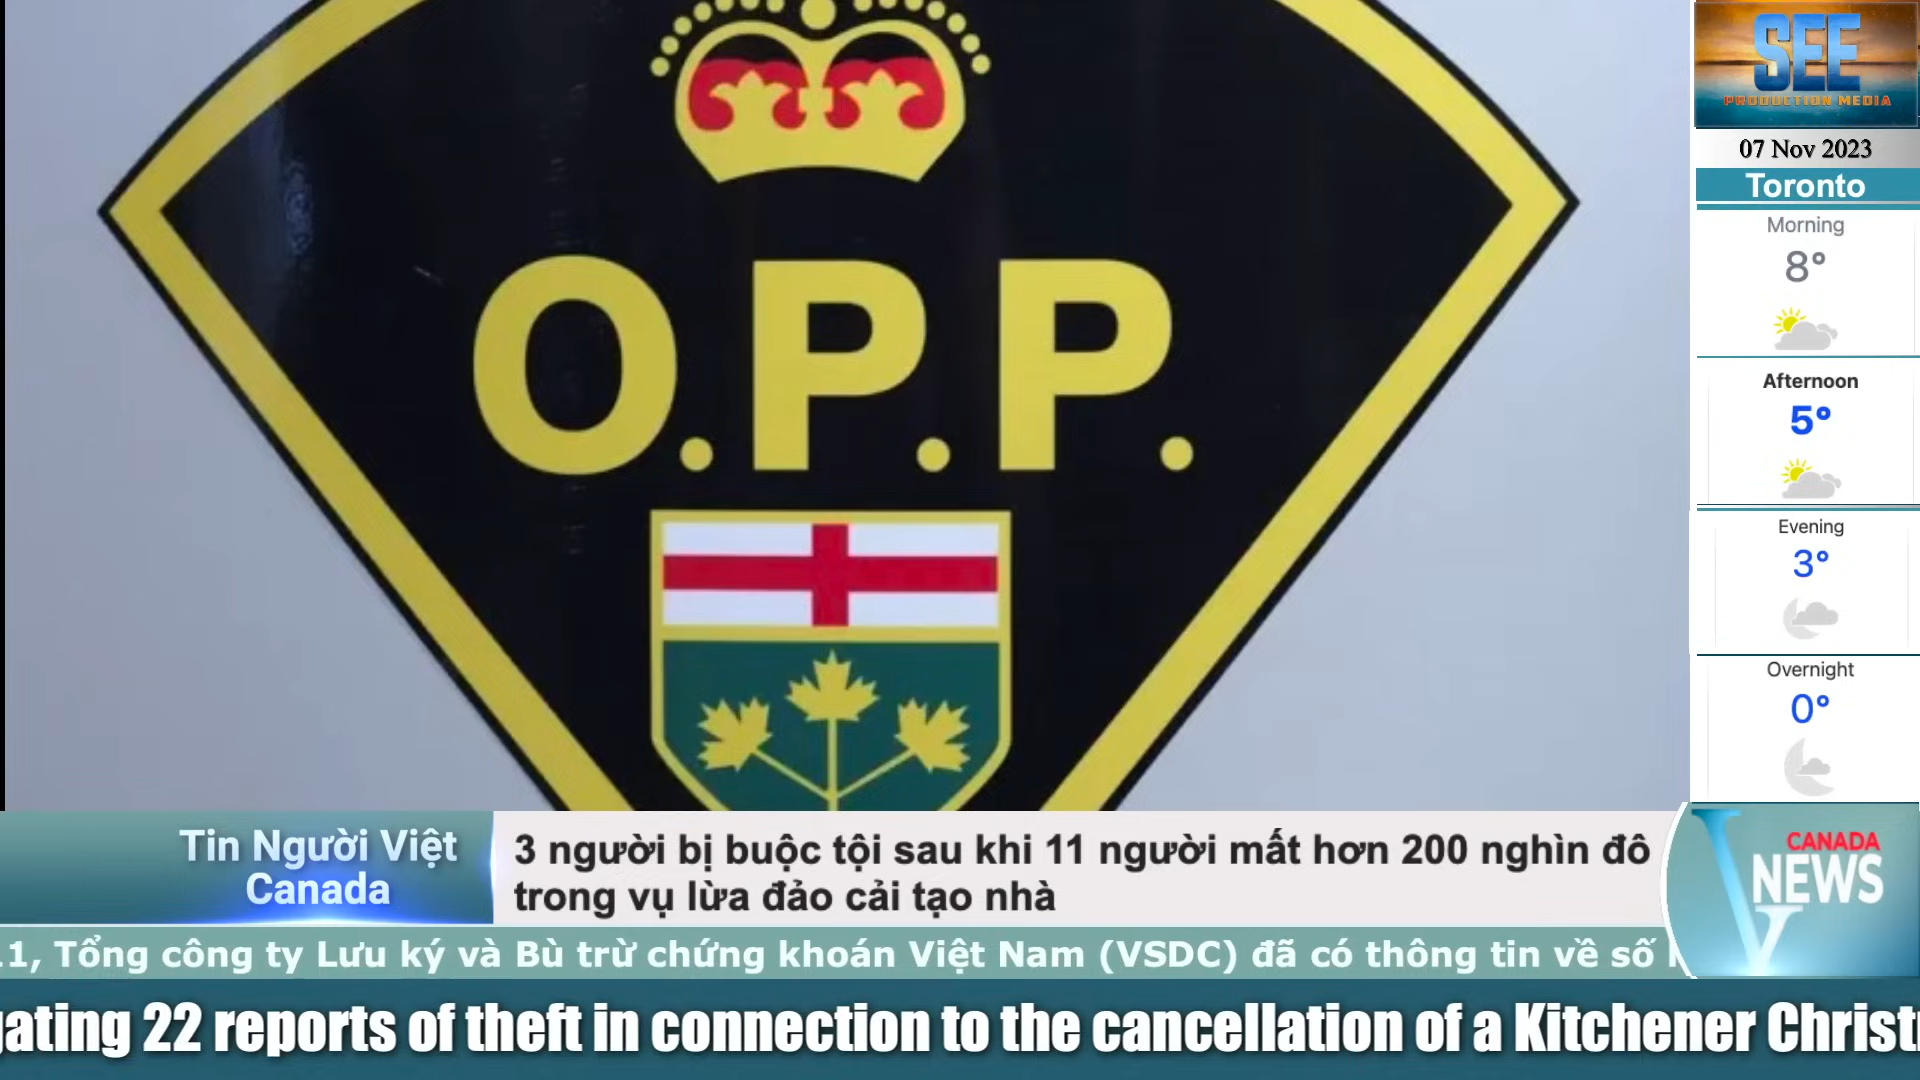 O.P.P.
SEE
PRODUCTION MEDIA
07 Nov 2023
Toronto
Morning
8°
Afternoon
5°
Evening
3°
Overnight
0°
Tin Người Việt
Canada
3 người bị buộc tội sau khi 11 người mất hơn 200 nghìn đô
trong vụ lừa đảo cải tạo nhà
CANADA
NEWS
V
11, Tổng công ty Lưu ký và Bù trừ chứng khoán Việt Nam (VSDC) đã có thông tin về số
gating 22 reports of theft in connection to the cancellation of a Kitchener Christ